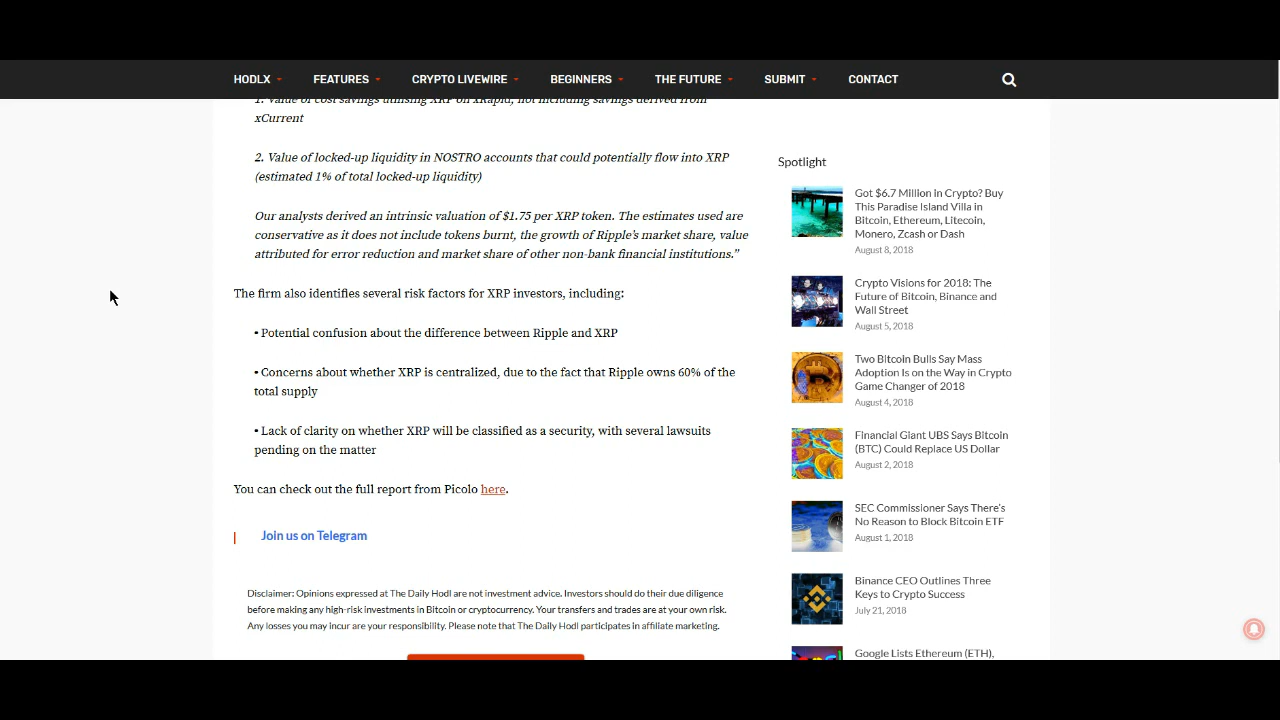 HODLX
FEATURES
CRYPTO LIVEWIRE
BEGINNERS
THE FUTURE
SUBMIT
CONTACT
1. Value of cost savings utilising XRP on xRapid, not including savings derived from
xCurrent
2. Value of locked-up liquidity in NOSTRO accounts that could potentially flow into XRP
(estimated 1% of total locked-up liquidity)
Our analysts derived an intrinsic valuation of $1.75 per XRP token. The estimates used are
conservative as it does not include tokens burnt, the growth of Ripple's market share, value
attributed for error reduction and market share of other non-bank financial institutions."
The firm also identifies several risk factors for XRP investors, including:
▪ Potential confusion about the difference between Ripple and XRP
▪ Concerns about whether XRP is centralized, due to the fact that Ripple owns 60% of the
total supply
▪ Lack of clarity on whether XRP will be classified as a security, with several lawsuits
pending on the matter
You can check out the full report from Picolo here.
Join us on Telegram
Disclaimer: Opinions expressed at The Daily Hodl are not investment advice. Investors should do their due diligence
before making any high-risk investments in Bitcoin or cryptocurrency. Your transfers and trades are at your own risk.
Any losses you may incur are your responsibility. Please note that The Daily Hodl participates in affiliate marketing.
Spotlight
Got $6.7 Million in Crypto? Buy
This Paradise Island Villa in
Bitcoin, Ethereum, Litecoin,
Monero, Zcash or Dash
August 8, 2018
Crypto Visions for 2018: The
Future of Bitcoin, Binance and
Wall Street
August 5, 2018
Two Bitcoin Bulls Say Mass
Adoption Is on the Way in Crypto
Game Changer of 2018
August 4, 2018
Financial Giant UBS Says Bitcoin
(BTC) Could Replace US Dollar
August 2, 2018
SEC Commissioner Says There's
No Reason to Block Bitcoin ETF
August 1, 2018
Binance CEO Outlines Three
Keys to Crypto Success
July 21, 2018
Google Lists Ethereum (ETH),